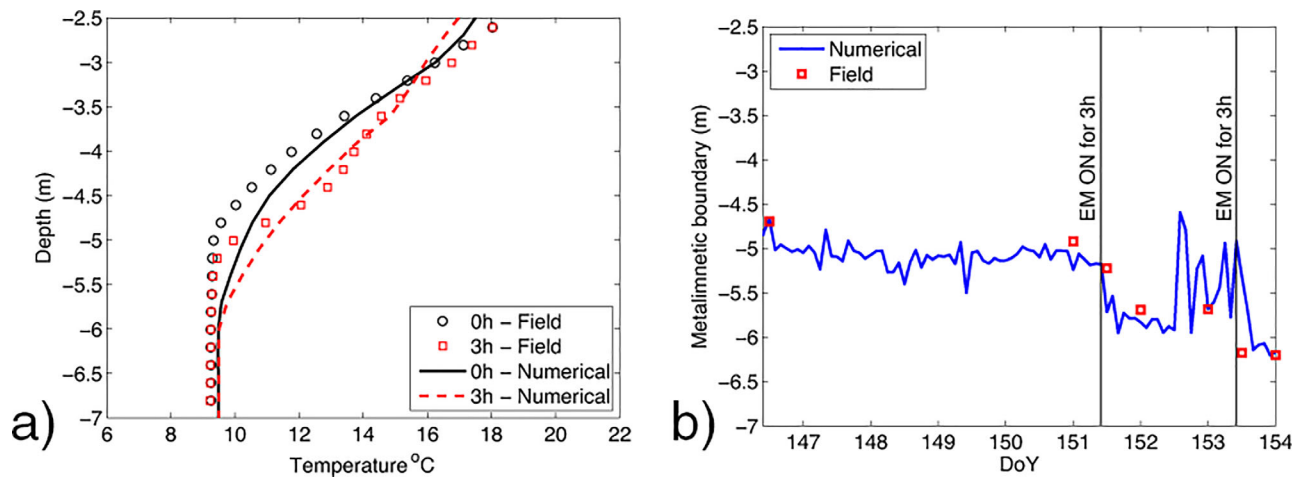 −2.5
−3
−3.5
−4
−4.5
−5
−5.5
−6
−6.5
−7
Depth (m)
6 8 10 12 14 16 18 20 22
Temperature °C
0h − Field
3h − Field
0h − Numerical
3h − Numerical
a)
−2.5
−3
−3.5
−4
−4.5
−5
−5.5
−6
−6.5
−7
Metalimnetic boundary (m)
Numerical
Field
EM ON for 3h
EM ON for 3h
147 148 149 150 151 152 153 154
DoY
b)